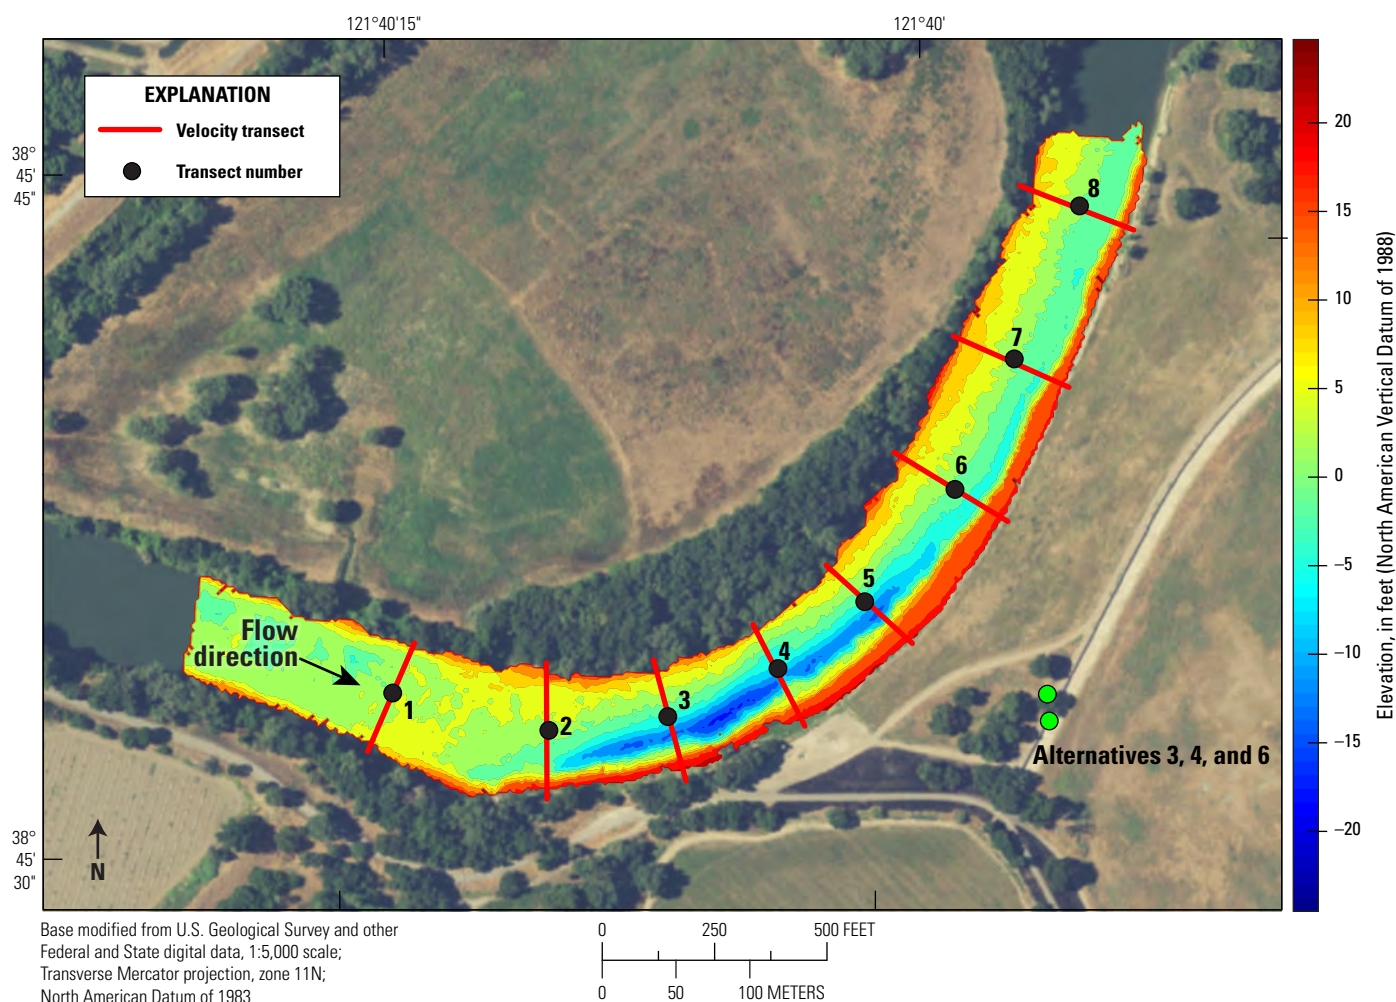 121°40'15"
121°40'
EXPLANATION
Velocity transect
Transect number
38°
45'
45"
8
7
6
5
4
3
2
1
Flow
direction
Alternatives 3, 4, and 6
38°
45'
30"
N
20
15
10
5
0
–5
–10
–15
–20
Elevation, in feet (North American Vertical Datum of 1988)
Base modified from U.S. Geological Survey and other
Federal and State digital data, 1:5,000 scale;
Transverse Mercator projection, zone 11N;
North American Datum of 1983
0 250 500 FEET
0 50 100 METERS